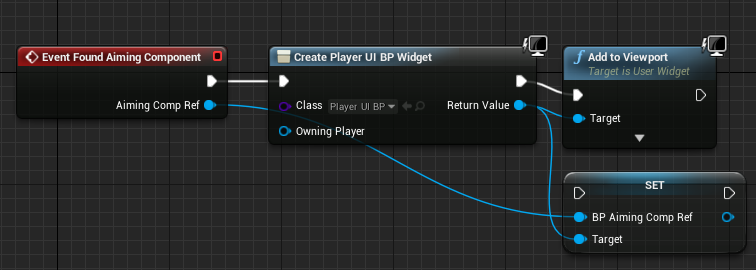 Event Found Aiming Component
Aiming Comp Ref
Create Player UI BP Widget
Class Player UI BP
Return Value
Owning Player
f Add to Viewport
Target is User Widget
Target
SET
BP Aiming Comp Ref
Target